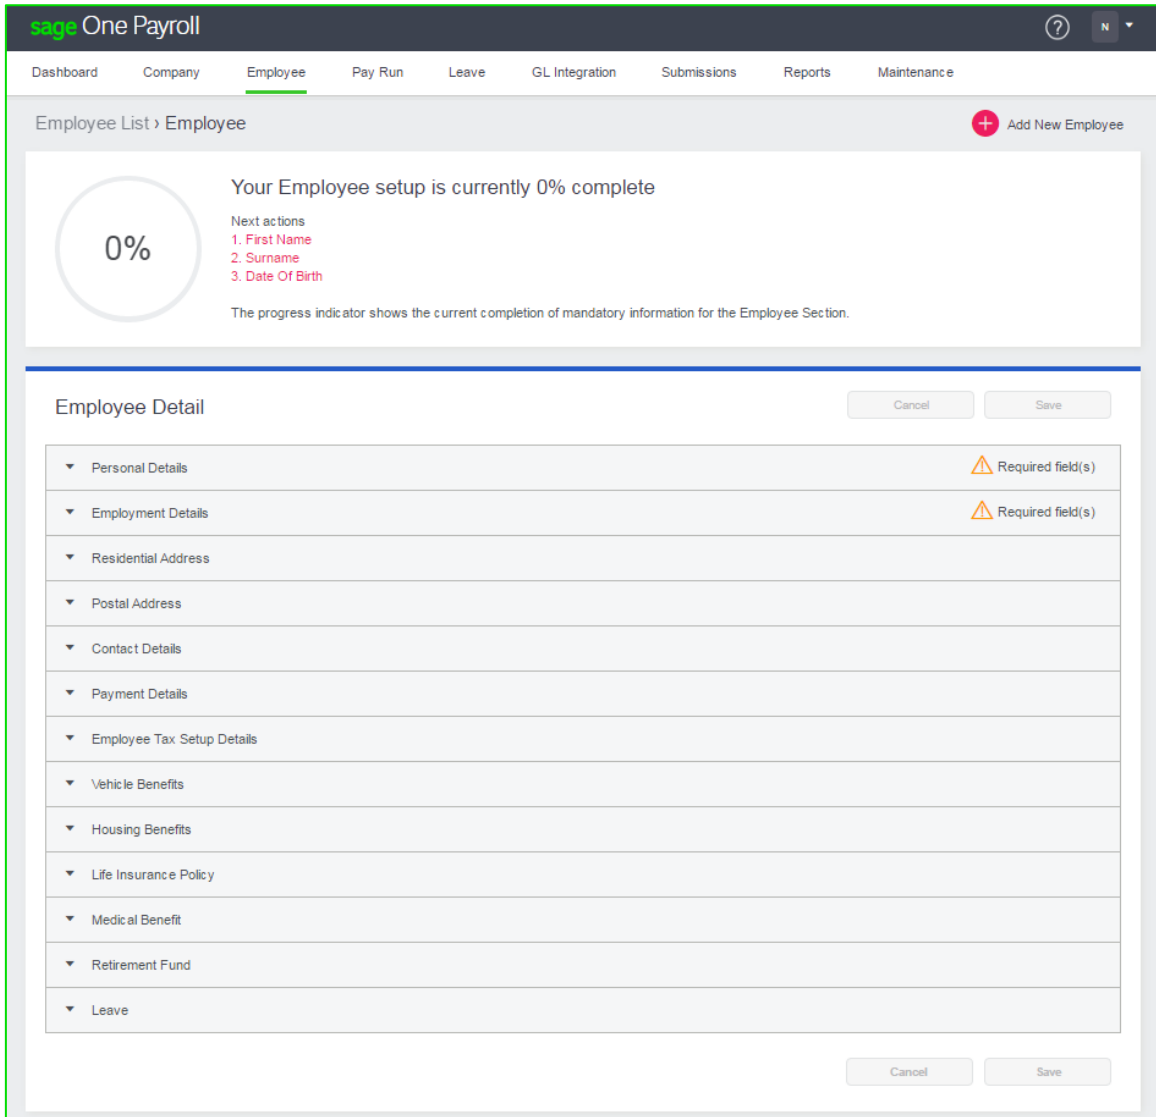 sage One Payroll
N
Dashboard Company Employee Pay Run Leave GL Integration Submissions Reports Maintenance
Employee List › Employee
Add New Employee
0%
Your Employee setup is currently 0% complete
Next actions
1. First Name
2. Surname
3. Date Of Birth
The progress indicator shows the current completion of mandatory information for the Employee Section.
Employee Detail
Cancel Save
Personal Details Required field(s)
Employment Details Required field(s)
Residential Address
Postal Address
Contact Details
Payment Details
Employee Tax Setup Details
Vehicle Benefits
Housing Benefits
Life Insurance Policy
Medical Benefit
Retirement Fund
Leave
Cancel Save